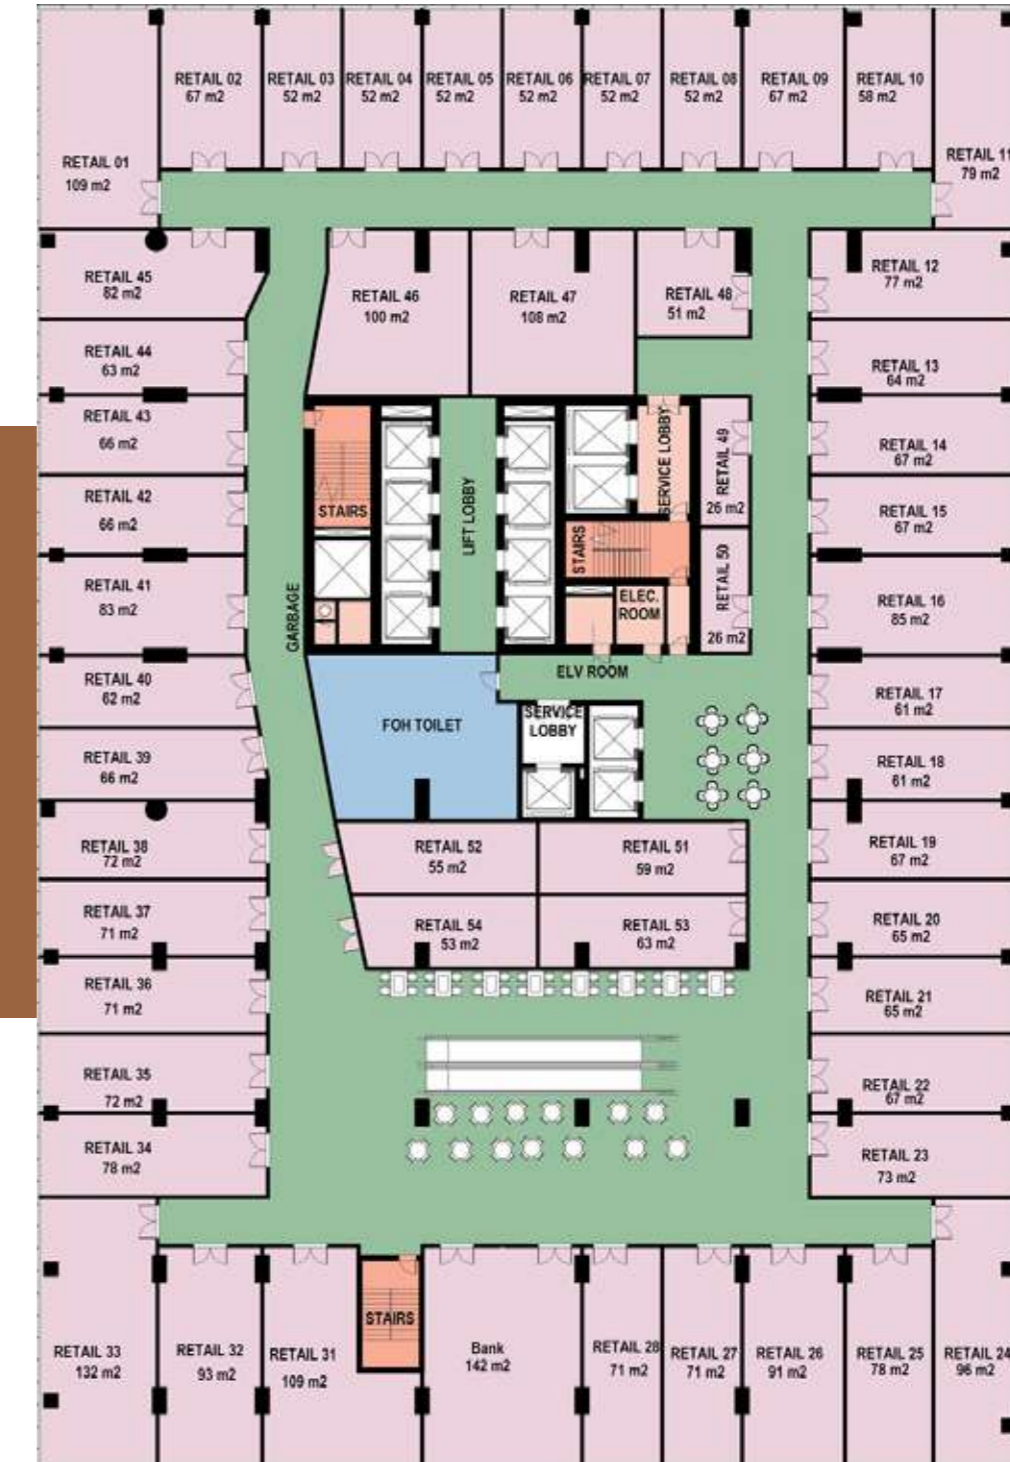 RETAIL 01
109 m2
RETAIL 02
67 m2
RETAIL 03
52 m2
RETAIL 04
52 m2
RETAIL 05
52 m2
RETAIL 06
52 m2
RETAIL 07
52 m2
RETAIL 08
52 m2
RETAIL 09
67 m2
RETAIL 10
58 m2
RETAIL 11
79 m2
RETAIL 45
82 m2
RETAIL 46
100 m2
RETAIL 47
108 m2
RETAIL 48
51 m2
RETAIL 12
77 m2
RETAIL 44
63 m2
RETAIL 13
64 m2
RETAIL 43
66 m2
RETAIL 14
67 m2
RETAIL 42
66 m2
RETAIL 15
67 m2
STAIRS
LIFT LOBBY
SERVICE LOBBY
RETAIL 49
26 m2
STAIRS
RETAIL 50
26 m2
ELEC.
ROOM
GARBAGE
RETAIL 41
83 m2
RETAIL 16
85 m2
ELV ROOM
RETAIL 40
62 m2
RETAIL 17
61 m2
FOH TOILET
SERVICE
LOBBY
RETAIL 39
66 m2
RETAIL 18
61 m2
RETAIL 38
72 m2
RETAIL 52
55 m2
RETAIL 51
59 m2
RETAIL 19
67 m2
RETAIL 37
71 m2
RETAIL 54
53 m2
RETAIL 53
63 m2
RETAIL 20
65 m2
RETAIL 36
71 m2
RETAIL 21
65 m2
RETAIL 35
72 m2
RETAIL 22
67 m2
RETAIL 34
78 m2
RETAIL 23
73 m2
RETAIL 33
132 m2
RETAIL 32
93 m2
RETAIL 31
109 m2
STAIRS
Bank
142 m2
RETAIL 28
71 m2
RETAIL 27
71 m2
RETAIL 26
91 m2
RETAIL 25
78 m2
RETAIL 24
96 m2